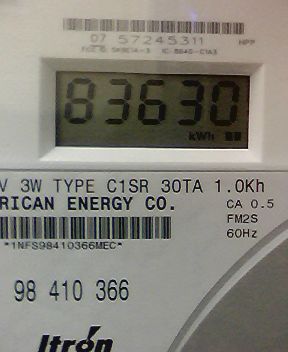 07 57245311 HPP
83630
kWh
V 3W TYPE C1SR 30TA 1.0Kh
RICAN ENERGY CO. CA 0.5
FM2S
*1NFS98410366MEC* 60Hz
98 410 366
Itron